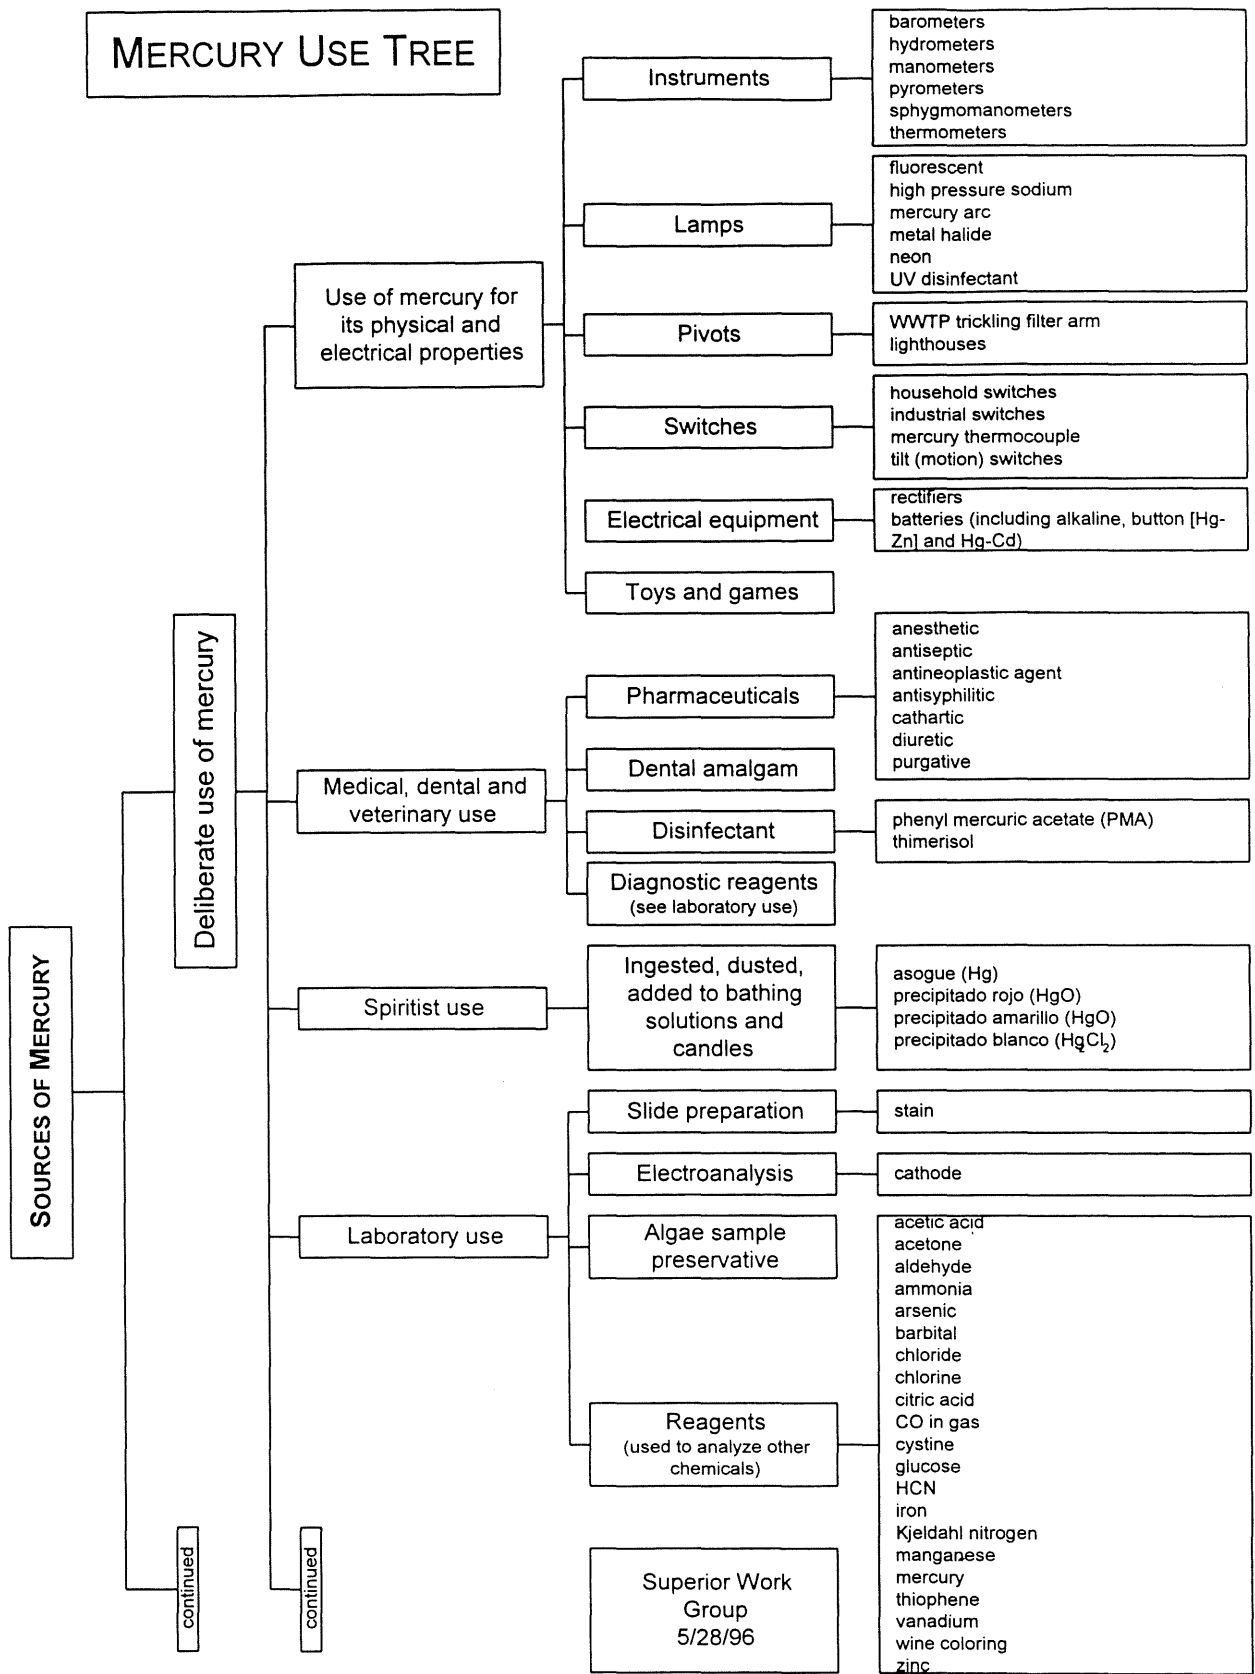 MERCURY USE TREE
SOURCES OF MERCURY
Deliberate use of mercury
continued
Use of mercury for
its physical and
electrical properties
Instruments
barometers
hydrometers
manometers
pyrometers
sphygmomanometers
thermometers
Lamps
fluorescent
high pressure sodium
mercury arc
metal halide
neon
UV disinfectant
Pivots
WWTP trickling filter arm
lighthouses
Switches
household switches
industrial switches
mercury thermocouple
tilt (motion) switches
Electrical equipment
rectifiers
batteries (including alkaline, button [Hg-
Zn] and Hg-Cd)
Toys and games
Medical, dental and
veterinary use
Pharmaceuticals
anesthetic
antiseptic
antineoplastic agent
antisyphilitic
cathartic
diuretic
purgative
Dental amalgam
Disinfectant
phenyl mercuric acetate (PMA)
thimerisol
Diagnostic reagents
(see laboratory use)
Spiritist use
Ingested, dusted,
added to bathing
solutions and
candles
asogue (Hg)
precipitado rojo (HgO)
precipitado amarillo (HgO)
precipitado blanco (Hg₂Cl₂)
Laboratory use
Slide preparation
stain
Electroanalysis
cathode
Algae sample
preservative
Reagents
(used to analyze other
chemicals)
acetic acid
acetone
aldehyde
ammonia
arsenic
barbital
chloride
chlorine
citric acid
CO in gas
cystine
glucose
HCN
iron
Kjeldahl nitrogen
manganese
mercury
thiophene
vanadium
wine coloring
zinc
continued
Superior Work
Group
5/28/96